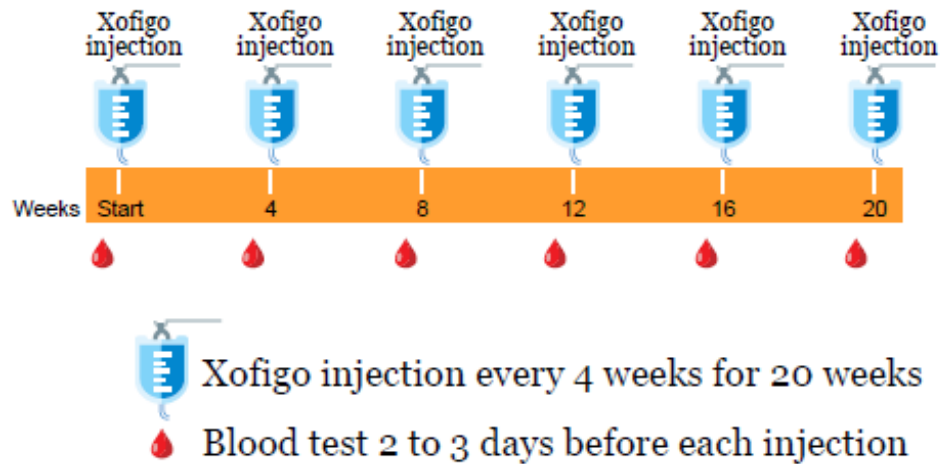 Xofigo injection Xofigo injection Xofigo injection Xofigo injection Xofigo injection Xofigo injection
Weeks Start 4 8 12 16 20
Xofigo injection every 4 weeks for 20 weeks
Blood test 2 to 3 days before each injection